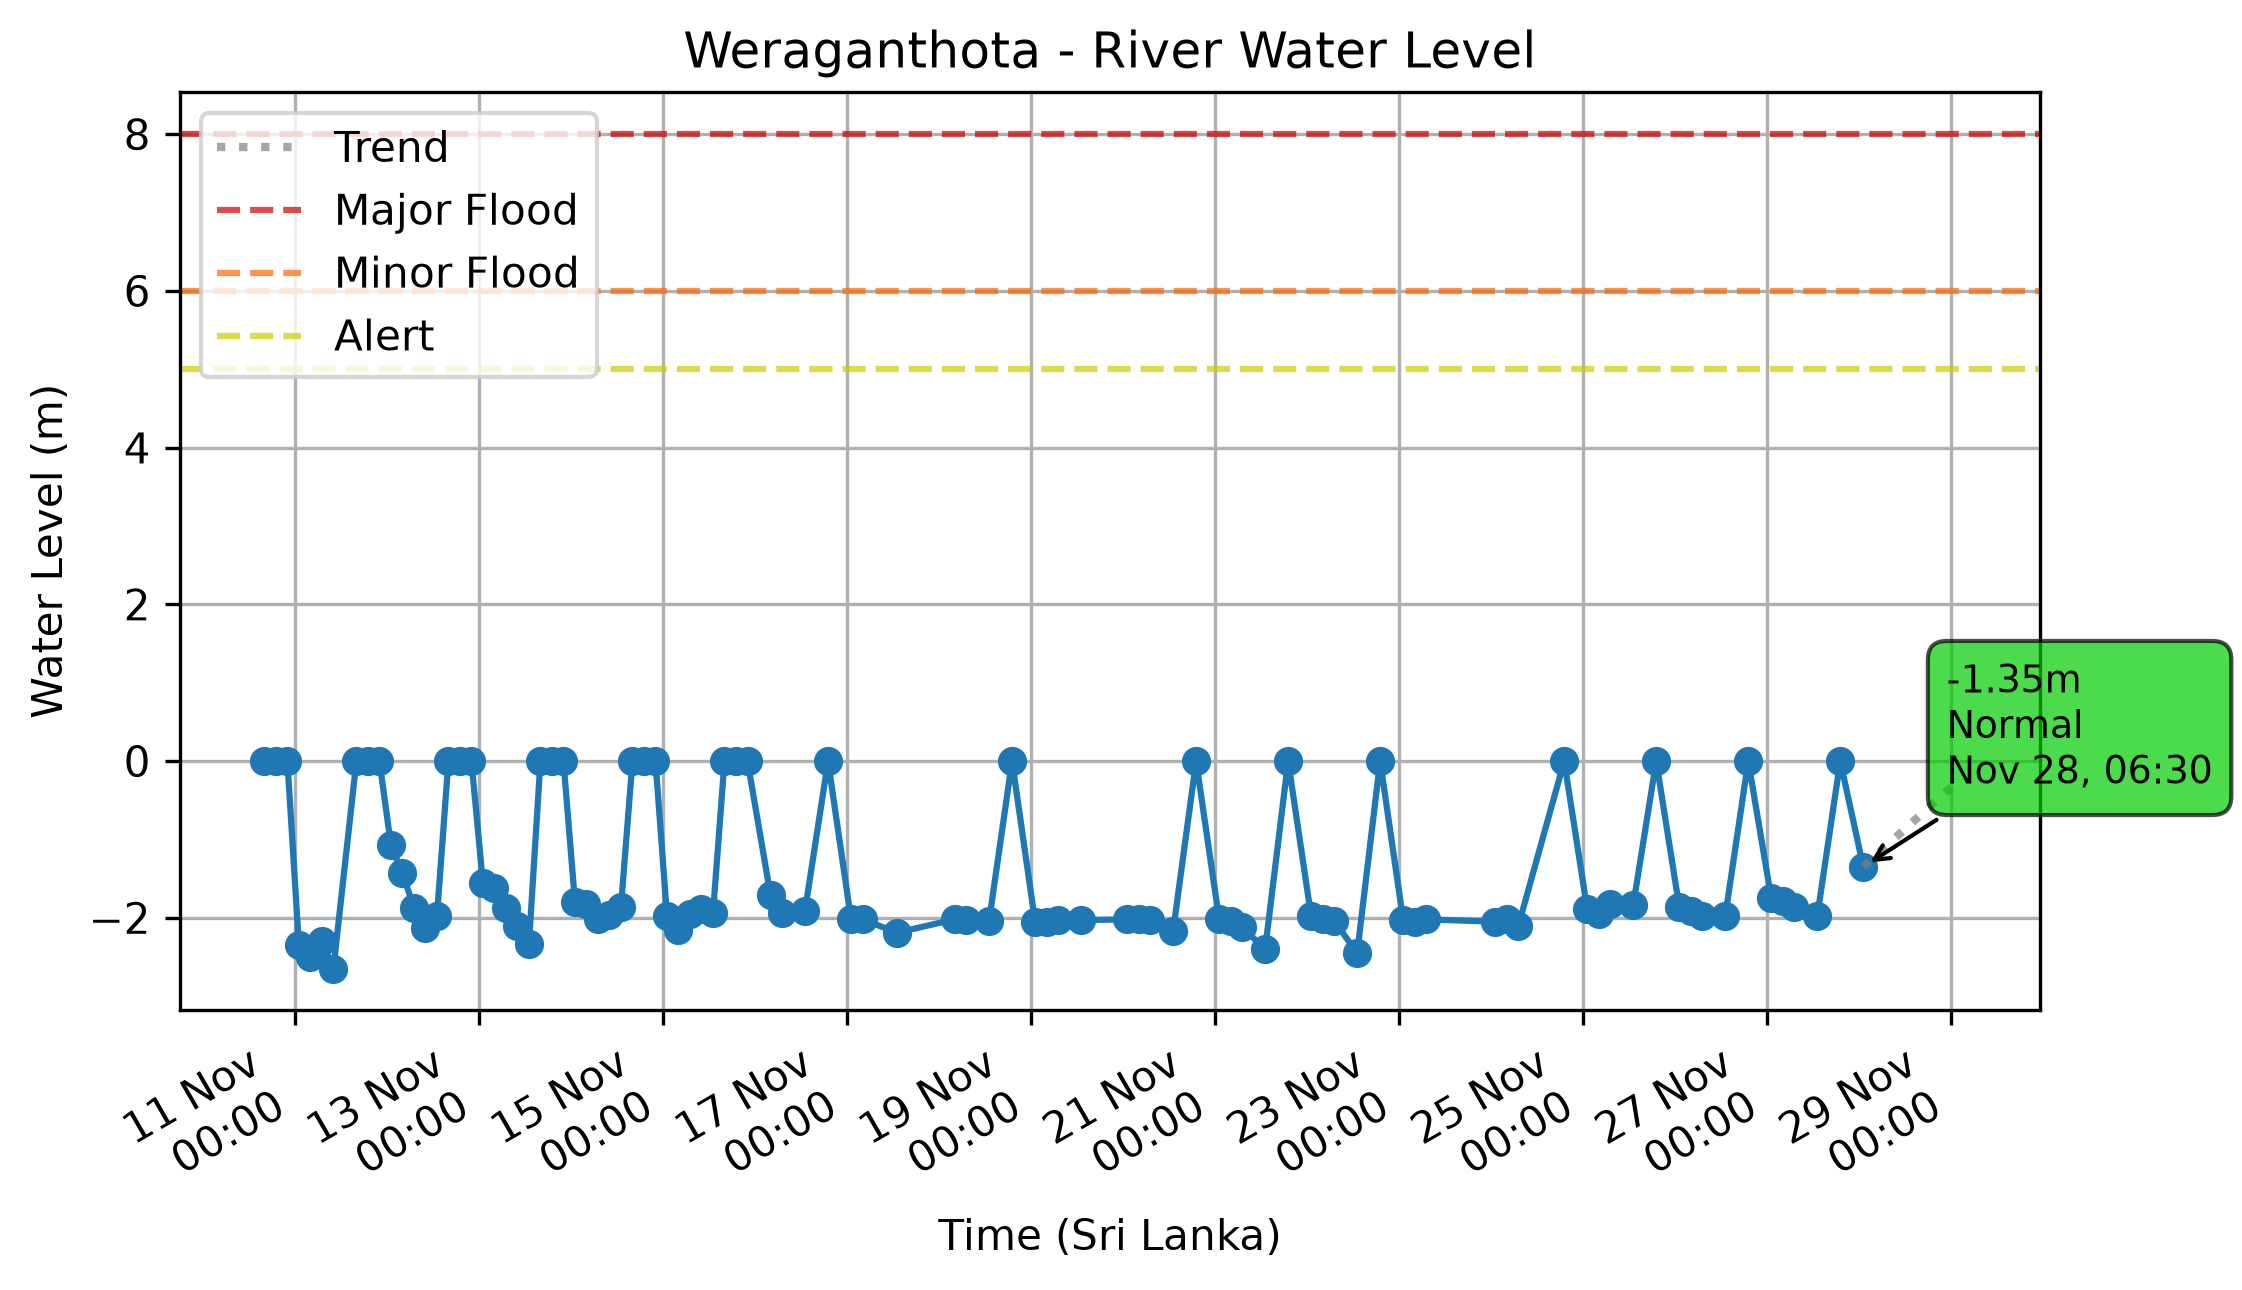 Weraganthota - River Water Level
Trend
Major Flood
Minor Flood
Alert
Water Level (m)
8
6
4
2
0
−2
-1.35m
Normal
Nov 28, 06:30
11 Nov
00:00
13 Nov
00:00
15 Nov
00:00
17 Nov
00:00
19 Nov
00:00
21 Nov
00:00
23 Nov
00:00
25 Nov
00:00
27 Nov
00:00
29 Nov
00:00
Time (Sri Lanka)